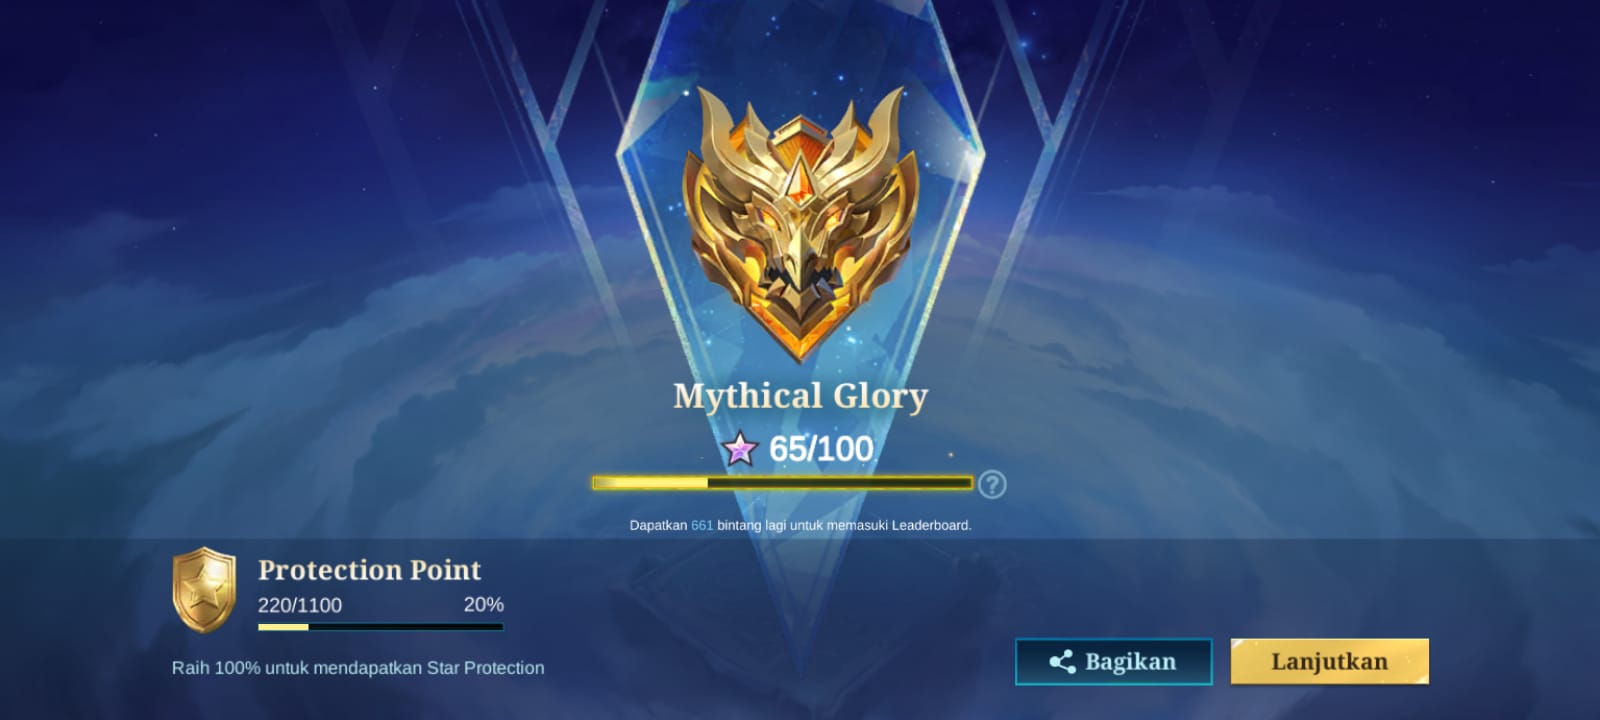 Mythical Glory
65/100
?
Dapatkan 661 bintang lagi untuk memasuki Leaderboard.
Protection Point
220/1100 20%
Raih 100% untuk mendapatkan Star Protection
Bagikan
Lanjutkan